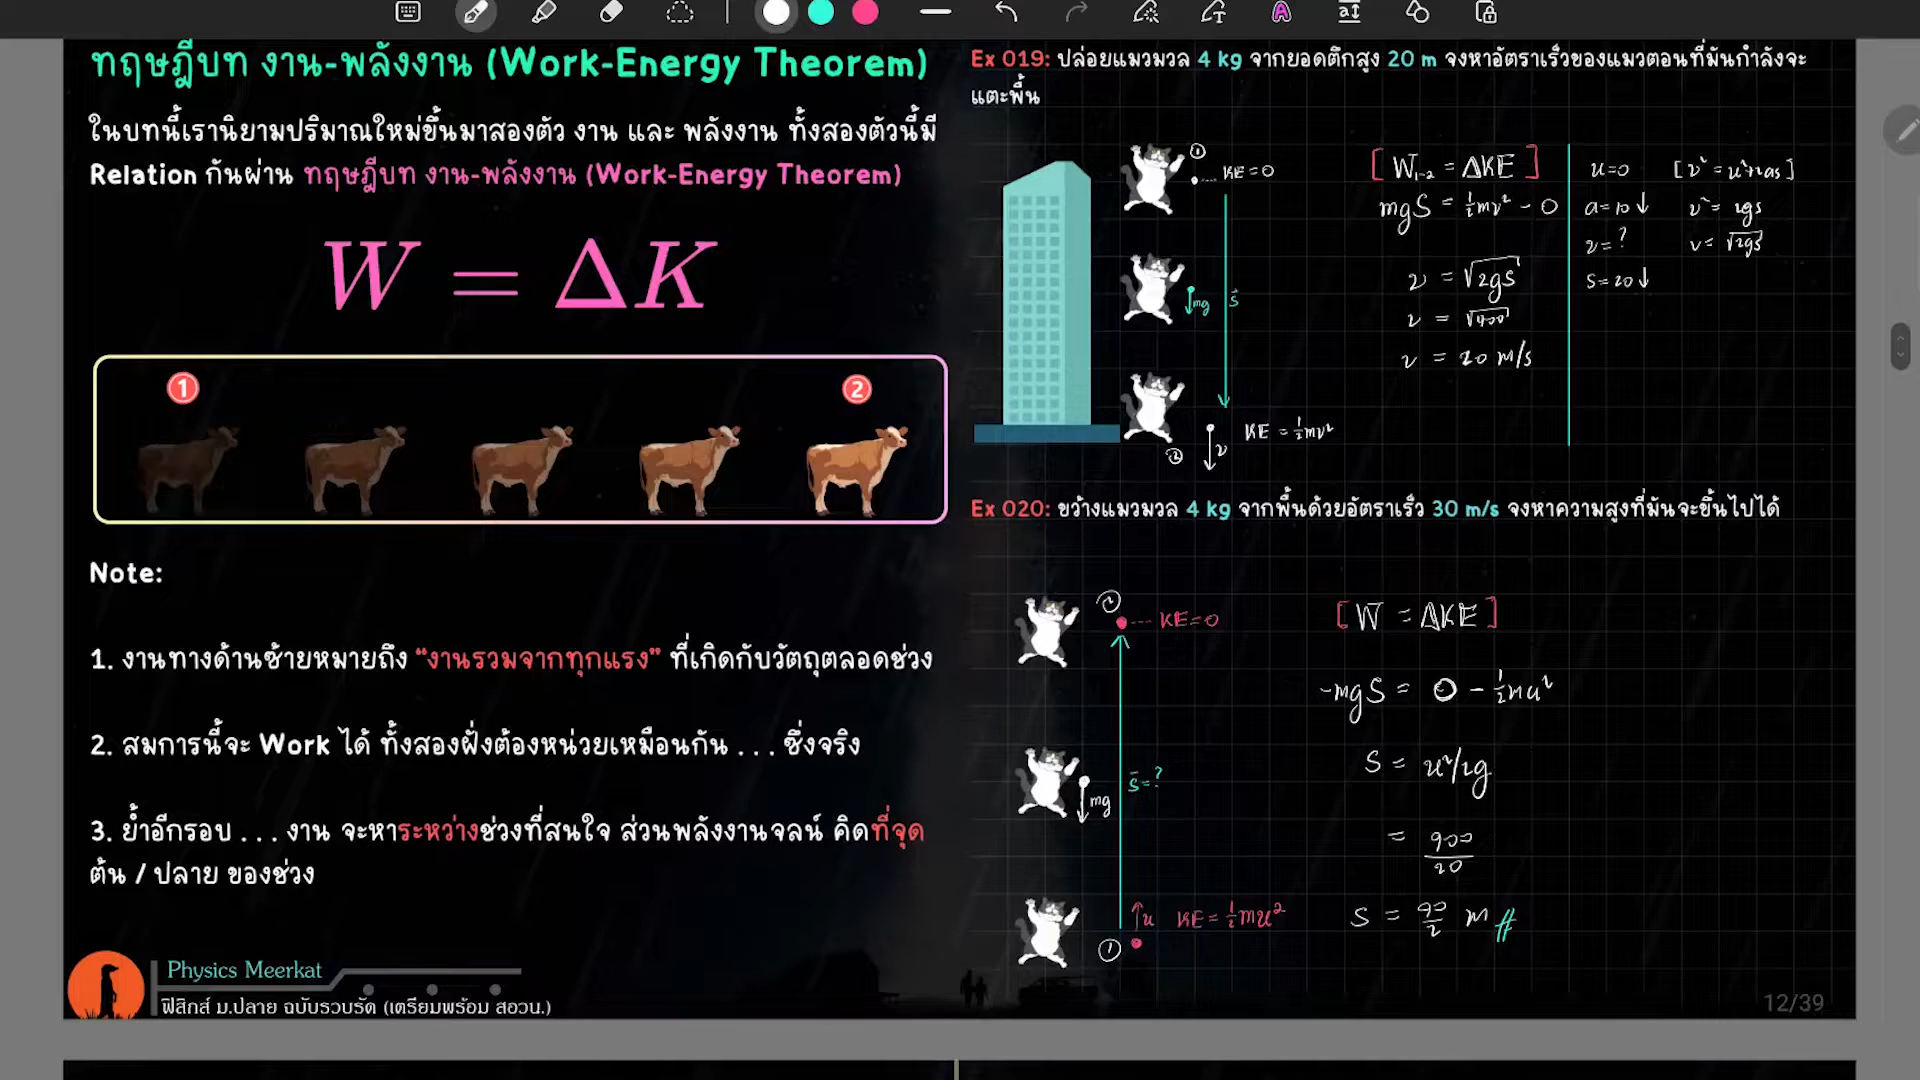 ทฤษฎีบท งาน-พลังงาน (Work-Energy Theorem)
ในบทนี้เรานิยามปริมาณใหม่ขึ้นมาสองตัว งาน และ พลังงาน ทั้งสองตัวนี้มี
Relation กันผ่าน ทฤษฎีบท งาน-พลังงาน (Work-Energy Theorem)
W = ΔK
1
2
Note:
1. งานทางด้านซ้ายหมายถึง “งานรวมจากทุกแรง” ที่เกิดกับวัตถุตลอดช่วง
2. สมการนี้จะ Work ได้ ทั้งสองฝั่งต้องหน่วยเหมือนกัน . . . ซึ่งจริง
3. ย้ำอีกรอบ . . . งาน จะหาระหว่างช่วงที่สนใจ ส่วนพลังงานจลน์ คิดที่จุด
ต้น / ปลาย ของช่วง
Physics Meerkat
ฟิสิกส์ ม.ปลาย ฉบับรวบรัด (เตรียมพร้อม สอวน.)
Ex 019: ปล่อยแมวมวล 4 kg จากยอดตึกสูง 20 m จงหาอัตราเร็วของแมวตอนที่มันกำลังจะ
แตะพื้น
①
KE = 0
mg
s
②
v
KE = ½mv²
[ W₁₋₂ = ΔKE ]
mgS = ½mv² - 0
v = √2gs
v = √400
v = 20 m/s
u = 0
a = 10 ↓
v = ?
s = 20 ↓
[ v² = u² + 2as ]
v² = 2gs
v = √2gs
Ex 020: ขว้างแมวมวล 4 kg จากพื้นด้วยอัตราเร็ว 30 m/s จงหาความสูงที่มันจะขึ้นไปได้
②
KE = 0
mg
s = ?
①
u KE = ½mu²
[ W = ΔKE ]
-mgS = 0 - ½mu²
S = u²/2g
= 900/20
S = 90/2 m #
12/39